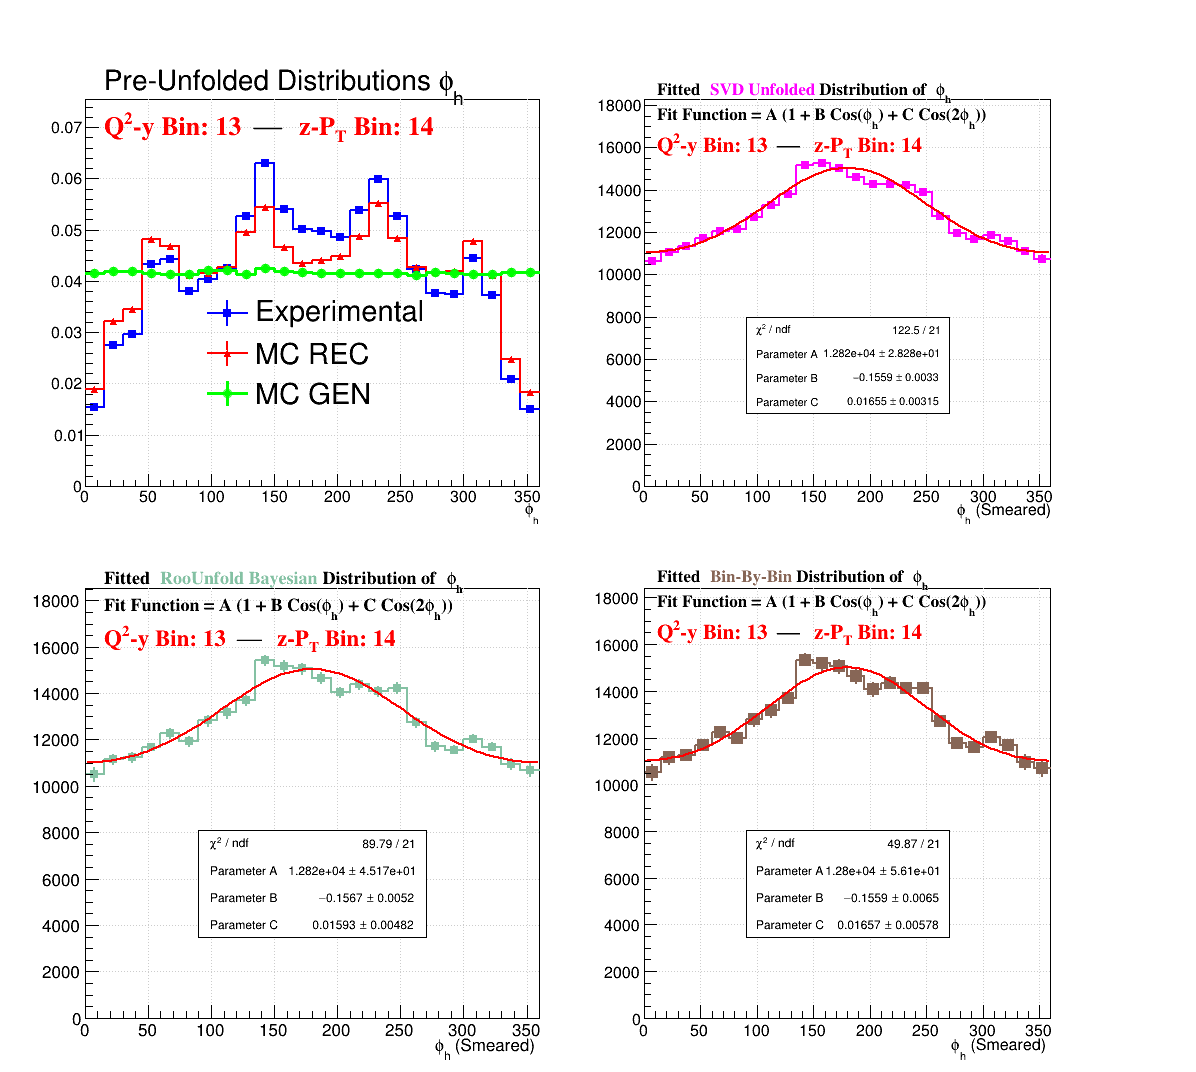 Pre-Unfolded Distributions ϕh
Q²-y Bin: 13 — z-PT Bin: 14
0.07
0.06
0.05
0.04
0.03
0.02
0.01
0
Experimental
MC REC
MC GEN
0 50 100 150 200 250 300 350
ϕh
Fitted SVD Unfolded Distribution of ϕh
Fit Function = A (1 + B Cos(ϕh) + C Cos(2ϕh))
Q²-y Bin: 13 — z-PT Bin: 14
18000
16000
14000
12000
10000
8000
6000
4000
2000
0
χ² / ndf 122.5 / 21
Parameter A 1.282e+04 ± 2.828e+01
Parameter B −0.1559 ± 0.0033
Parameter C 0.01655 ± 0.00315
0 50 100 150 200 250 300 350
ϕh (Smeared)
Fitted RooUnfold Bayesian Distribution of ϕh
Fit Function = A (1 + B Cos(ϕh) + C Cos(2ϕh))
Q²-y Bin: 13 — z-PT Bin: 14
18000
16000
14000
12000
10000
8000
6000
4000
2000
0
χ² / ndf 89.79 / 21
Parameter A 1.282e+04 ± 4.517e+01
Parameter B −0.1567 ± 0.0052
Parameter C 0.01593 ± 0.00482
0 50 100 150 200 250 300 350
ϕh (Smeared)
Fitted Bin-By-Bin Distribution of ϕh
Fit Function = A (1 + B Cos(ϕh) + C Cos(2ϕh))
Q²-y Bin: 13 — z-PT Bin: 14
18000
16000
14000
12000
10000
8000
6000
4000
2000
0
χ² / ndf 49.87 / 21
Parameter A 1.28e+04 ± 5.61e+01
Parameter B −0.1559 ± 0.0065
Parameter C 0.01657 ± 0.00578
0 50 100 150 200 250 300 350
ϕh (Smeared)